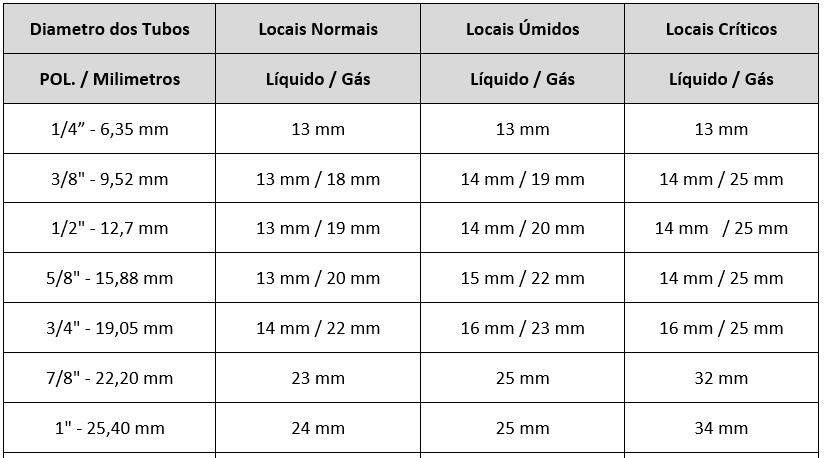 Diametro dos Tubos Locais Normais Locais Úmidos Locais Críticos
POL. / Milimetros Líquido / Gás Líquido / Gás Líquido / Gás
1/4” - 6,35 mm 13 mm 13 mm 13 mm
3/8" - 9,52 mm 13 mm / 18 mm 14 mm / 19 mm 14 mm / 25 mm
1/2" - 12,7 mm 13 mm / 19 mm 14 mm / 20 mm 14 mm / 25 mm
5/8" - 15,88 mm 13 mm / 20 mm 15 mm / 22 mm 14 mm / 25 mm
3/4" - 19,05 mm 14 mm / 22 mm 16 mm / 23 mm 16 mm / 25 mm
7/8" - 22,20 mm 23 mm 25 mm 32 mm
1" - 25,40 mm 24 mm 25 mm 34 mm